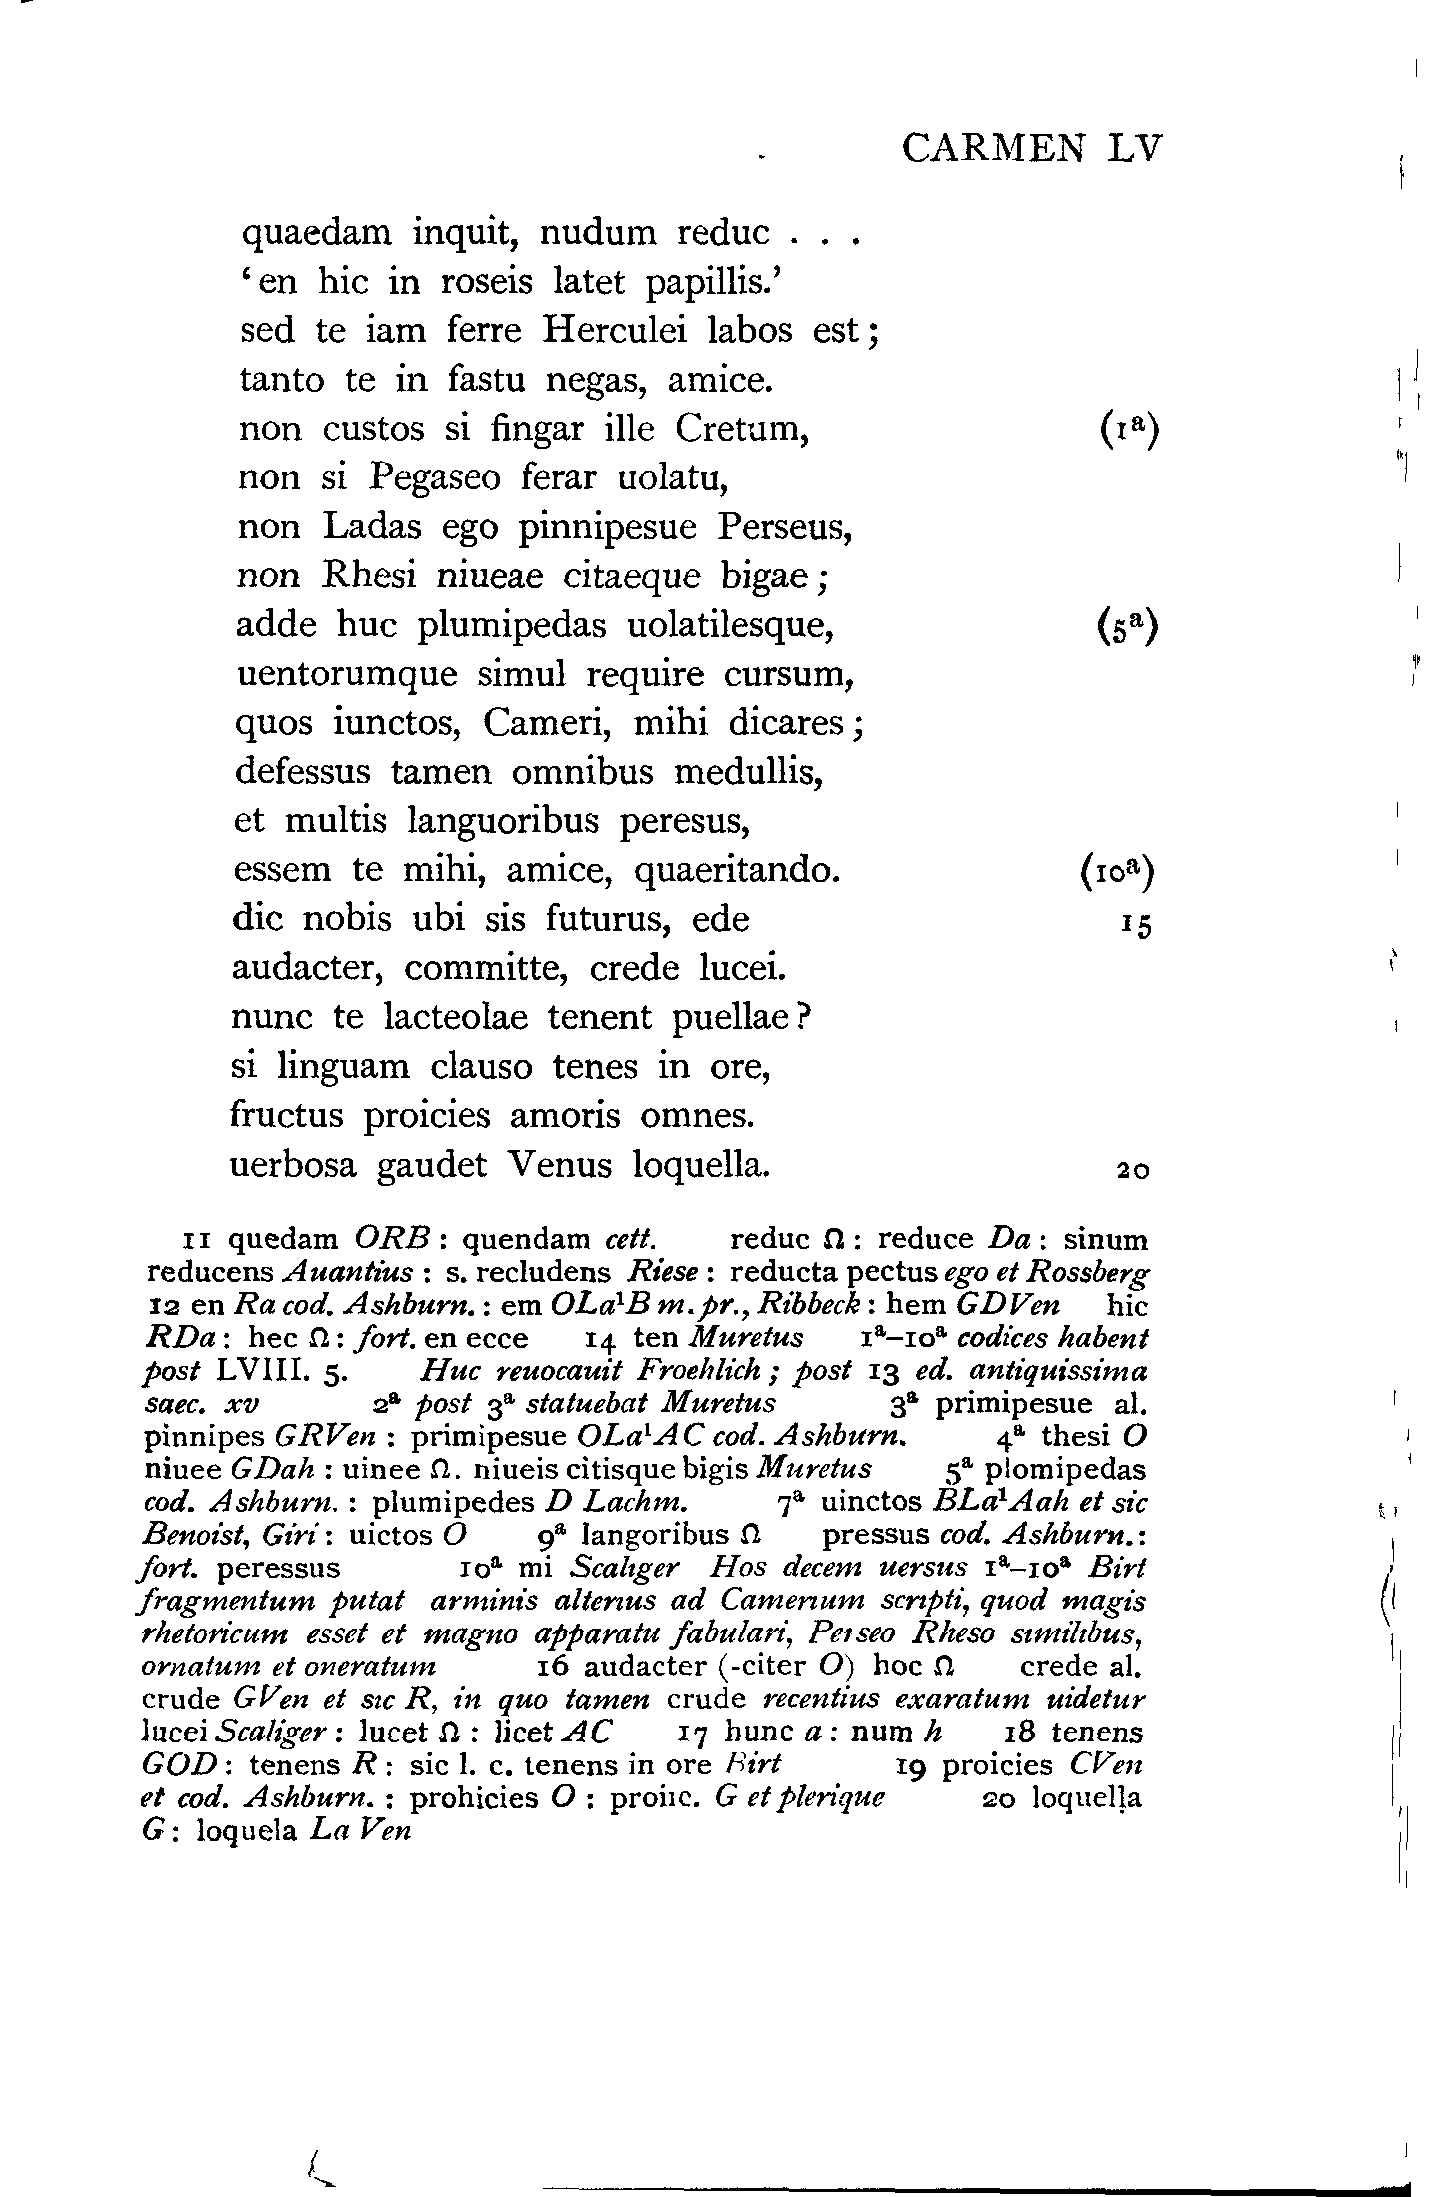 CARMEN LV
quaedam inquit, nudum reduc . . .
‘en hic in roseis latet papillis.’
sed te iam ferre Herculei labos est;
tanto te in fastu negas, amice.
non custos si fingar ille Cretum, (1ª)
non si Pegaseo ferar uolatu,
non Ladas ego pinnipesue Perseus,
non Rhesi niueae citaeque bigae;
adde huc plumipedas uolatilesque, (5ª)
uentorumque simul require cursum,
quos iunctos, Cameri, mihi dicares;
defessus tamen omnibus medullis,
et multis languoribus peresus,
essem te mihi, amice, quaeritando. (10ª)
dic nobis ubi sis futurus, ede 15
audacter, committe, crede lucei.
nunc te lacteolae tenent puellae?
si linguam clauso tenes in ore,
fructus proicies amoris omnes.
uerbosa gaudet Venus loquella. 20
11 quedam ORB: quendam cett. reduc Ω: reduce Da: sinum
reducens Auantius: s. recludens Riese: reducta pectus ego et Rossberg
12 en Ra cod. Ashburn.: em OLa¹B m. pr., Ribbeck: hem GDVen hic
RDa: hec Ω: fort. en ecce 14 ten Muretus 1ª–10ª codices habent
post LVIII. 5. Huc reuocauit Froehlich; post 13 ed. antiquissima
saec. xv 2ª post 3ª statuebat Muretus 3ª primipesue al.
pinnipes GRVen: primipesue OLa¹AC cod. Ashburn. 4ª thesi O
niuee GDah: uinee Ω. niueis citisque bigis Muretus 5ª plomipedas
cod. Ashburn.: plumipedes D Lachm. 7ª uinctos BLa¹Aah et sic
Benoist, Giri: uictos O 9ª langoribus Ω pressus cod. Ashburn.:
fort. peressus 10ª mi Scaliger Hos decem uersus 1ª–10ª Birt
fragmentum putat arminis alterius ad Camerium scripti, quod magis
rhetoricum esset et magno apparatu fabulari, Perseo Rheso similibus,
ornatum et oneratum 16 audacter (-citer O) hoc Ω crede al.
crude GVen et sic R, in quo tamen crude recentius exaratum uidetur
lucei Scaliger: lucet Ω: licet AC 17 hunc a: num h 18 tenens
GOD: tenens R: sic l. c. tenens in ore Birt 19 proicies CVen
et cod. Ashburn.: prohicies O: proiic. G et plerique 20 loquelḷa
G: loquela La Ven